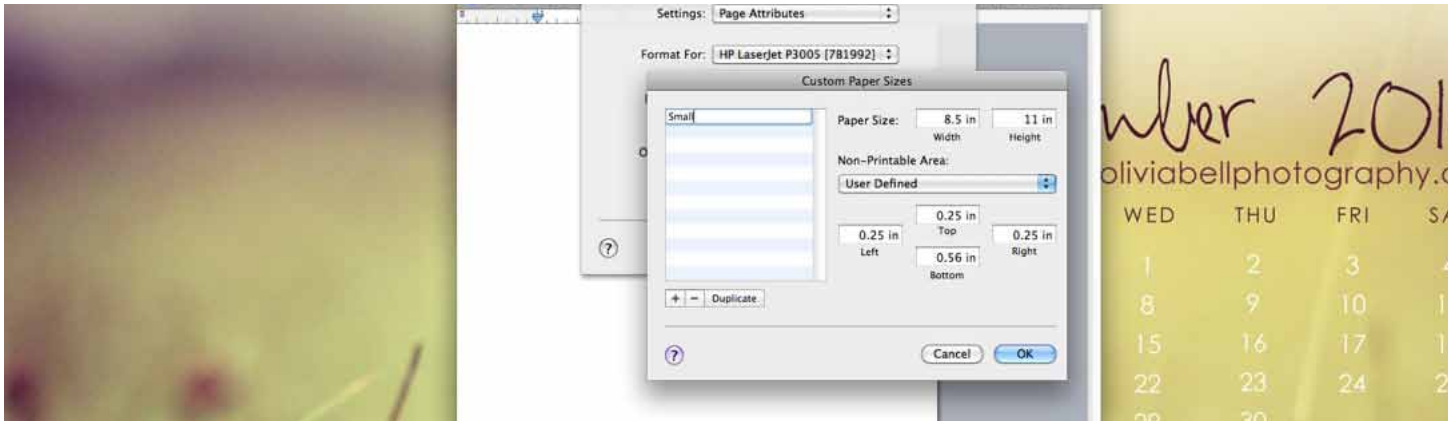 Settings: Page Attributes
Format For: HP LaserJet P3005 [781992]
Custom Paper Sizes
Small
Paper Size: 8.5 in 11 in
Width Height
Non-Printable Area:
User Defined
0.25 in
Top
0.25 in 0.25 in
Left Right
0.56 in
Bottom
+ - Duplicate
?
? Cancel OK
201
oliviabellphotography.
WED THU FRI
1 2 3
8 9 10
15 16 17
22 23 24
30